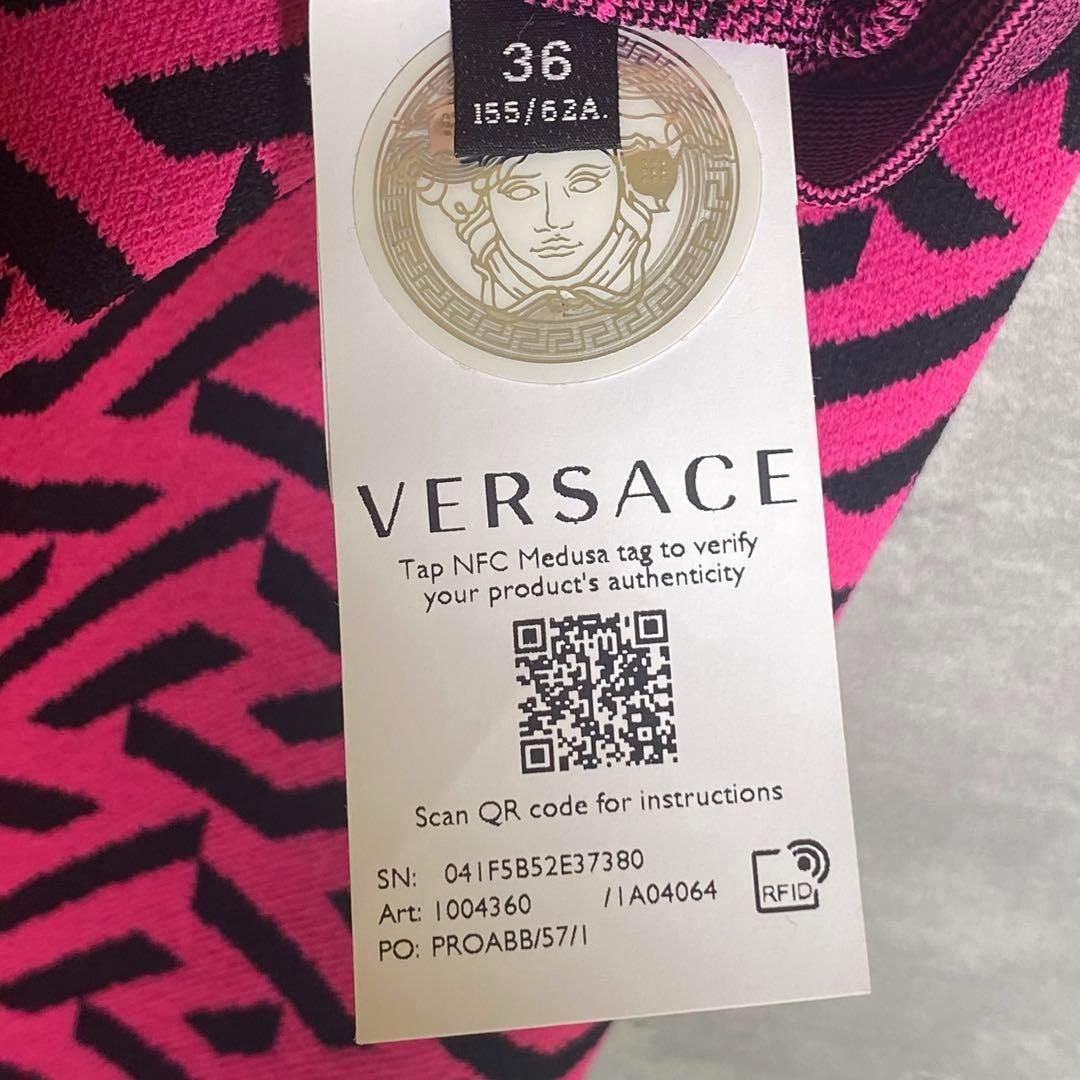 36
155/62A.
VERSACE
Tap NFC Medusa tag to verify
your product's authenticity
Scan QR code for instructions
SN: 041F5B52E37380
Art: 1004360 /1A04064
PO: PROABB/57/1
RFID